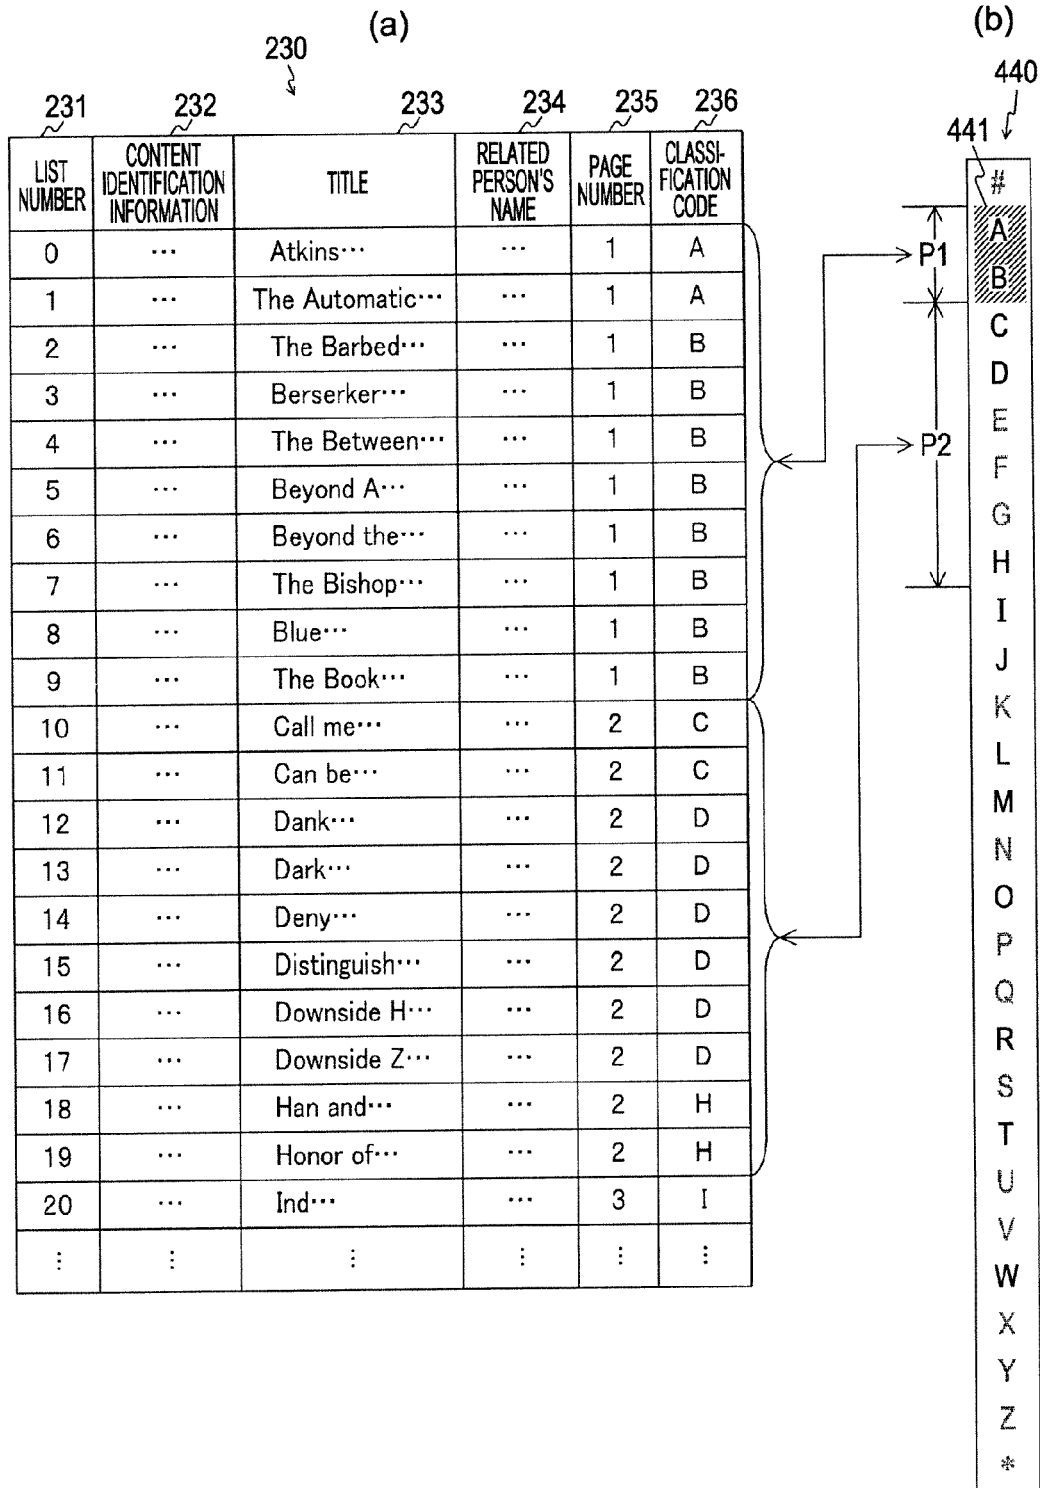 (a)
(b)
230
440
231 232 233 234 235 236
441
LIST NUMBER CONTENT IDENTIFICATION INFORMATION TITLE RELATED PERSON'S NAME PAGE NUMBER CLASSI-FICATION CODE
0 ··· Atkins··· ··· 1 A
1 ··· The Automatic··· ··· 1 A
2 ··· The Barbed··· ··· 1 B
3 ··· Berserker··· ··· 1 B
4 ··· The Between··· ··· 1 B
5 ··· Beyond A··· ··· 1 B
6 ··· Beyond the··· ··· 1 B
7 ··· The Bishop··· ··· 1 B
8 ··· Blue··· ··· 1 B
9 ··· The Book··· ··· 1 B
10 ··· Call me··· ··· 2 C
11 ··· Can be··· ··· 2 C
12 ··· Dank··· ··· 2 D
13 ··· Dark··· ··· 2 D
14 ··· Deny··· ··· 2 D
15 ··· Distinguish··· ··· 2 D
16 ··· Downside H··· ··· 2 D
17 ··· Downside Z··· ··· 2 D
18 ··· Han and··· ··· 2 H
19 ··· Honor of··· ··· 2 H
20 ··· Ind··· ··· 3 I
⋮ ⋮ ⋮ ⋮ ⋮ ⋮
P1
P2
#
A
B
C
D
E
F
G
H
I
J
K
L
M
N
O
P
Q
R
S
T
U
V
W
X
Y
Z
*